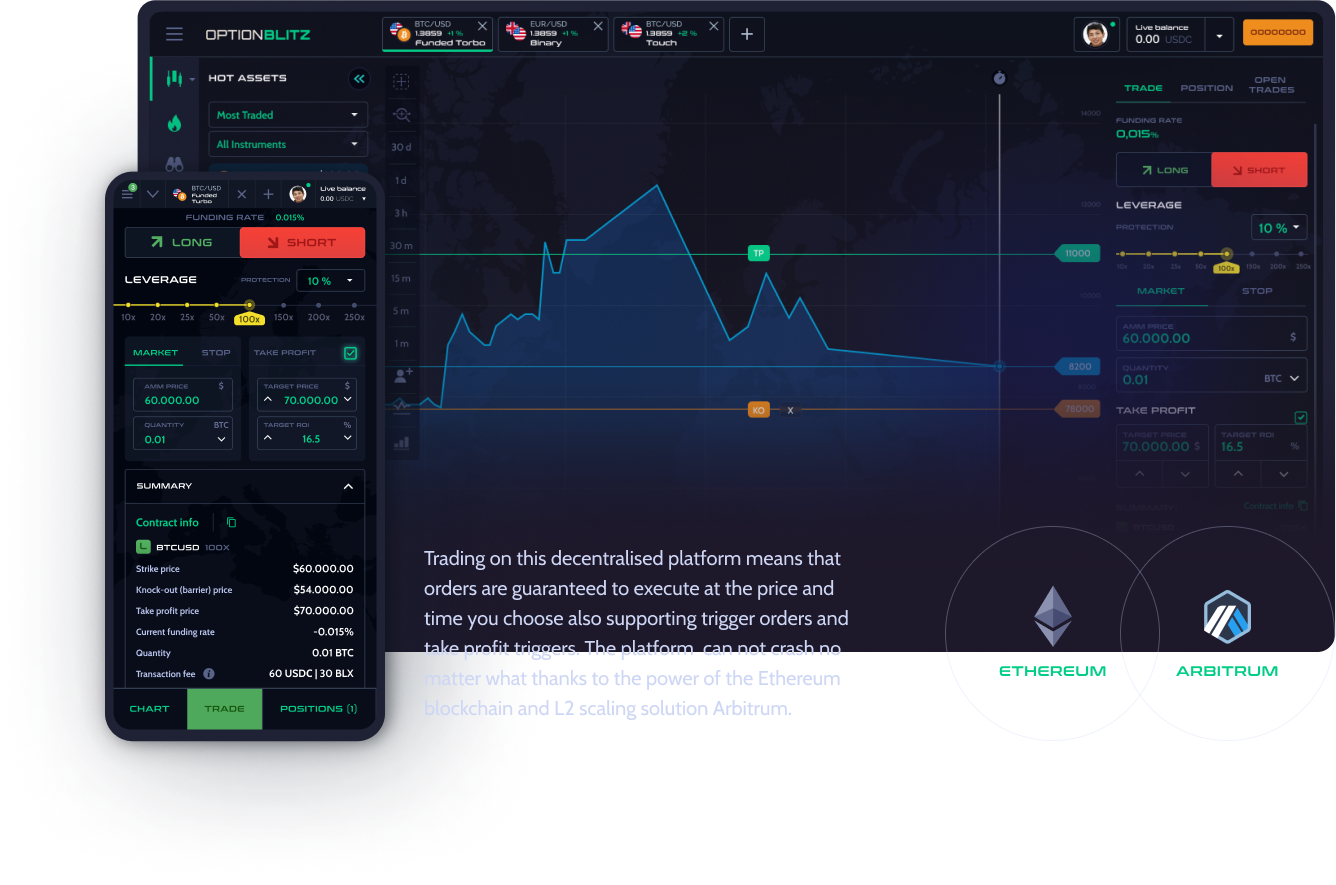 OPTIONBLITZ
BTC/USD
1.3859 +1 %
Funded Torbo
EUR/USD
1.3859 +1 %
Binary
BTC/USD
1.3859 +2 %
Touch
Live balance
0.00 USDC
OOOOOOOO
HOT ASSETS
Most Traded
All Instruments
30 d
1 d
3 h
30 m
15 m
5 m
1 m
14000
TP
11000
8200
KO X
78000
TRADE
POSITION
OPEN
TRADES
FUNDING RATE
0,015%
LONG
SHORT
LEVERAGE
PROTECTION
10 %
10x 20x 25x 50x 100x 150x 200x 250x
MARKET
STOP
AMM PRICE
60.000.00 $
QUANTITY
0.01 BTC
TAKE PROFIT
TARGET PRICE
70.000.00 $
TARGET ROI
16.5 %
SUMMARY
Contract info
BTCUSD
3
BTC/USD
Funded
Turbo
Live balance
0.00 USDC
FUNDING RATE 0.015%
LONG
SHORT
LEVERAGE
PROTECTION
10 %
10x 20x 25x 50x 100x 150x 200x 250x
MARKET
STOP
TAKE PROFIT
AMM PRICE $
60.000.00
TARGET PRICE $
70.000.00
QUANTITY BTC
0.01
TARGET ROI %
16.5
SUMMARY
Contract info
L BTCUSD 100X
Strike price $60.000.00
Knock-out (barrier) price $54.000.00
Take profit price $70.000.00
Current funding rate -0.015%
Quantity 0.01 BTC
Transaction fee i 60 USDC | 30 BLX
CHART
TRADE
POSITIONS (1)
Trading on this decentralised platform means that
orders are guaranteed to execute at the price and
time you choose also supporting trigger orders and
take profit triggers. The platform can not crash no
matter what thanks to the power of the Ethereum
blockchain and L2 scaling solution Arbitrum.
ETHEREUM
ARBITRUM